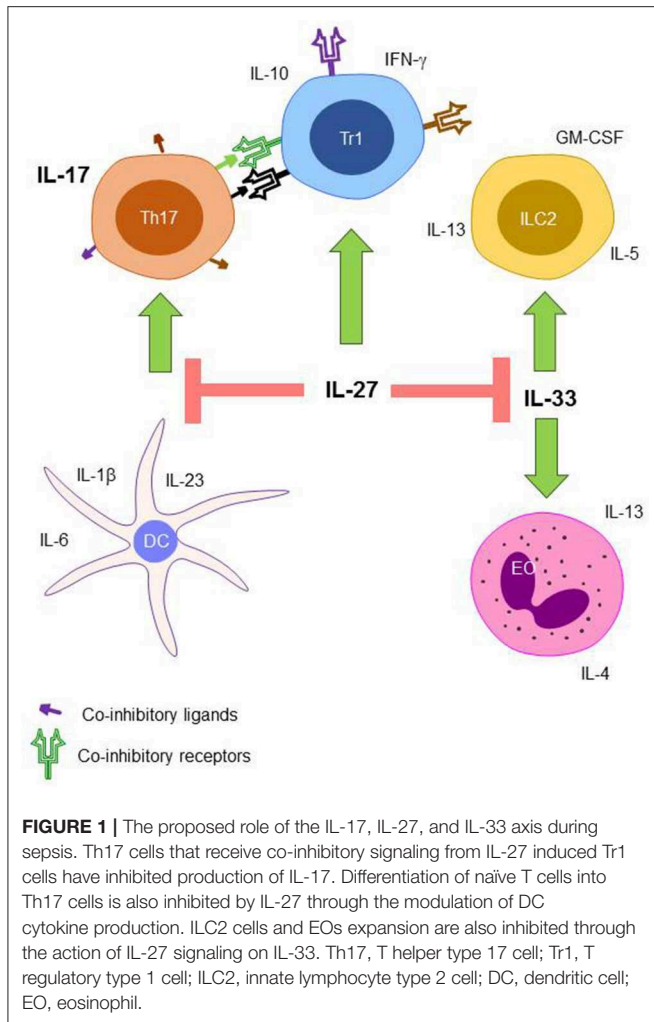 IL-10
IFN-γ
Tr1
GM-CSF
IL-17
Th17
IL-13
ILC2
IL-5
IL-27
IL-33
IL-1β
IL-23
IL-6
DC
IL-13
EO
IL-4
Co-inhibitory ligands
Co-inhibitory receptors
FIGURE 1 | The proposed role of the IL-17, IL-27, and IL-33 axis during
sepsis. Th17 cells that receive co-inhibitory signaling from IL-27 induced Tr1
cells have inhibited production of IL-17. Differentiation of naïve T cells into
Th17 cells is also inhibited by IL-27 through the modulation of DC
cytokine production. ILC2 cells and EOs expansion are also inhibited through
the action of IL-27 signaling on IL-33. Th17, T helper type 17 cell; Tr1, T
regulatory type 1 cell; ILC2, innate lymphocyte type 2 cell; DC, dendritic cell;
EO, eosinophil.